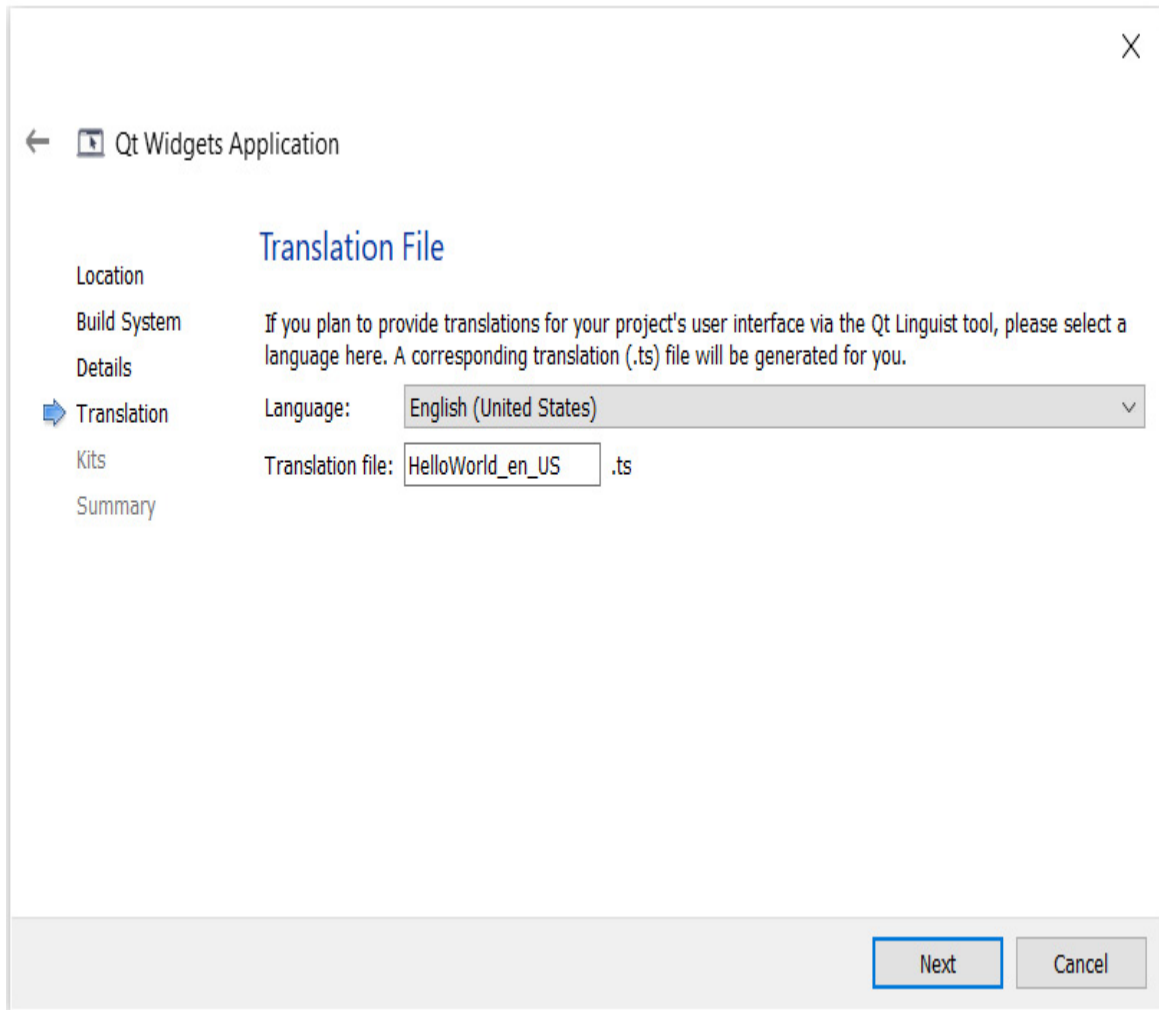 X
Qt Widgets Application
Translation File
Location
Build System
Details
Translation
Kits
Summary
If you plan to provide translations for your project's user interface via the Qt Linguist tool, please select a
language here. A corresponding translation (.ts) file will be generated for you.
Language: English (United States)
Translation file: HelloWorld_en_US .ts
Next Cancel